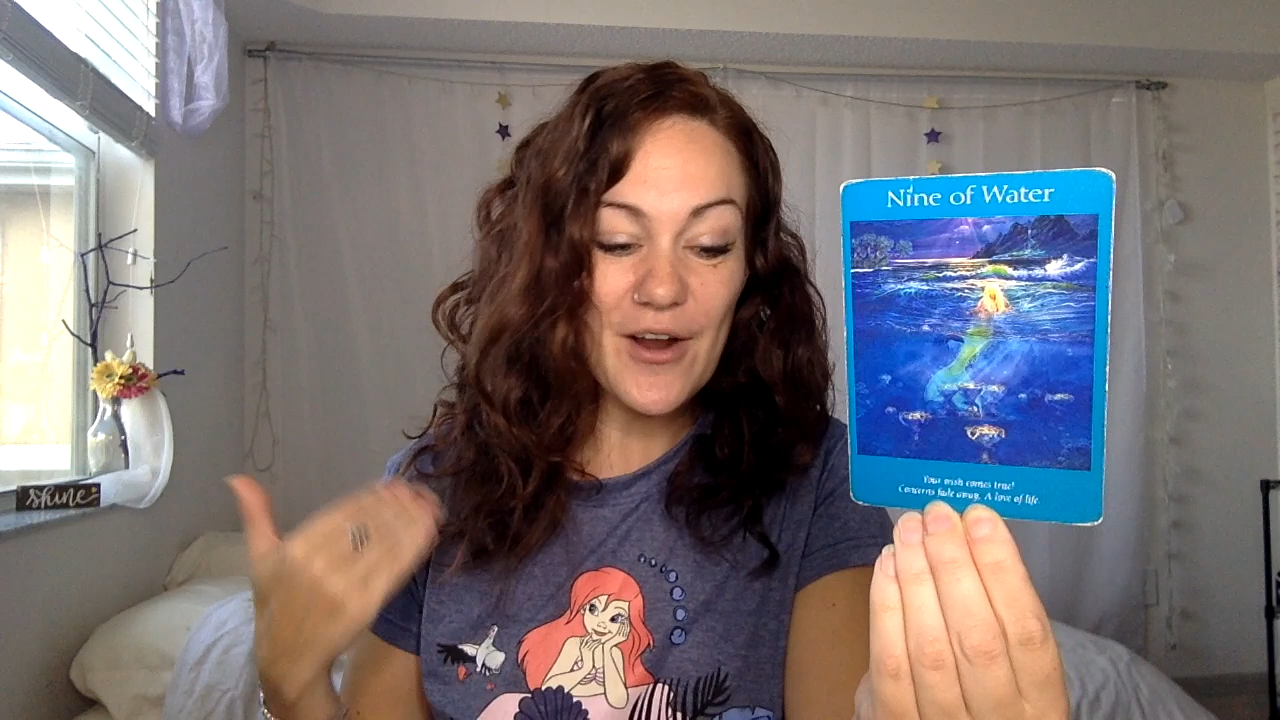 Nine of Water
Your wish comes true!
Concerns fade away. A love of life.
shine